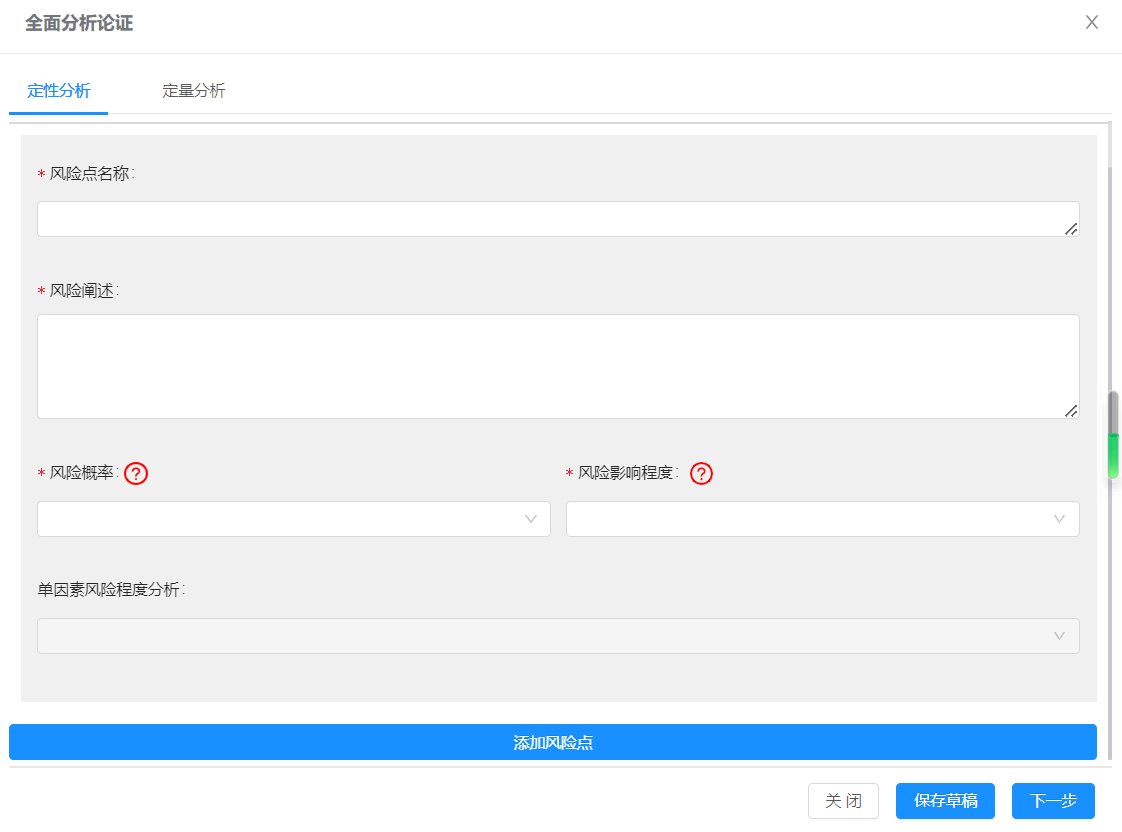 全面分析论证
定性分析 定量分析
* 风险点名称:
* 风险阐述:
* 风险概率: ? * 风险影响程度: ?
单因素风险程度分析:
添加风险点
关 闭 保存草稿 下一步